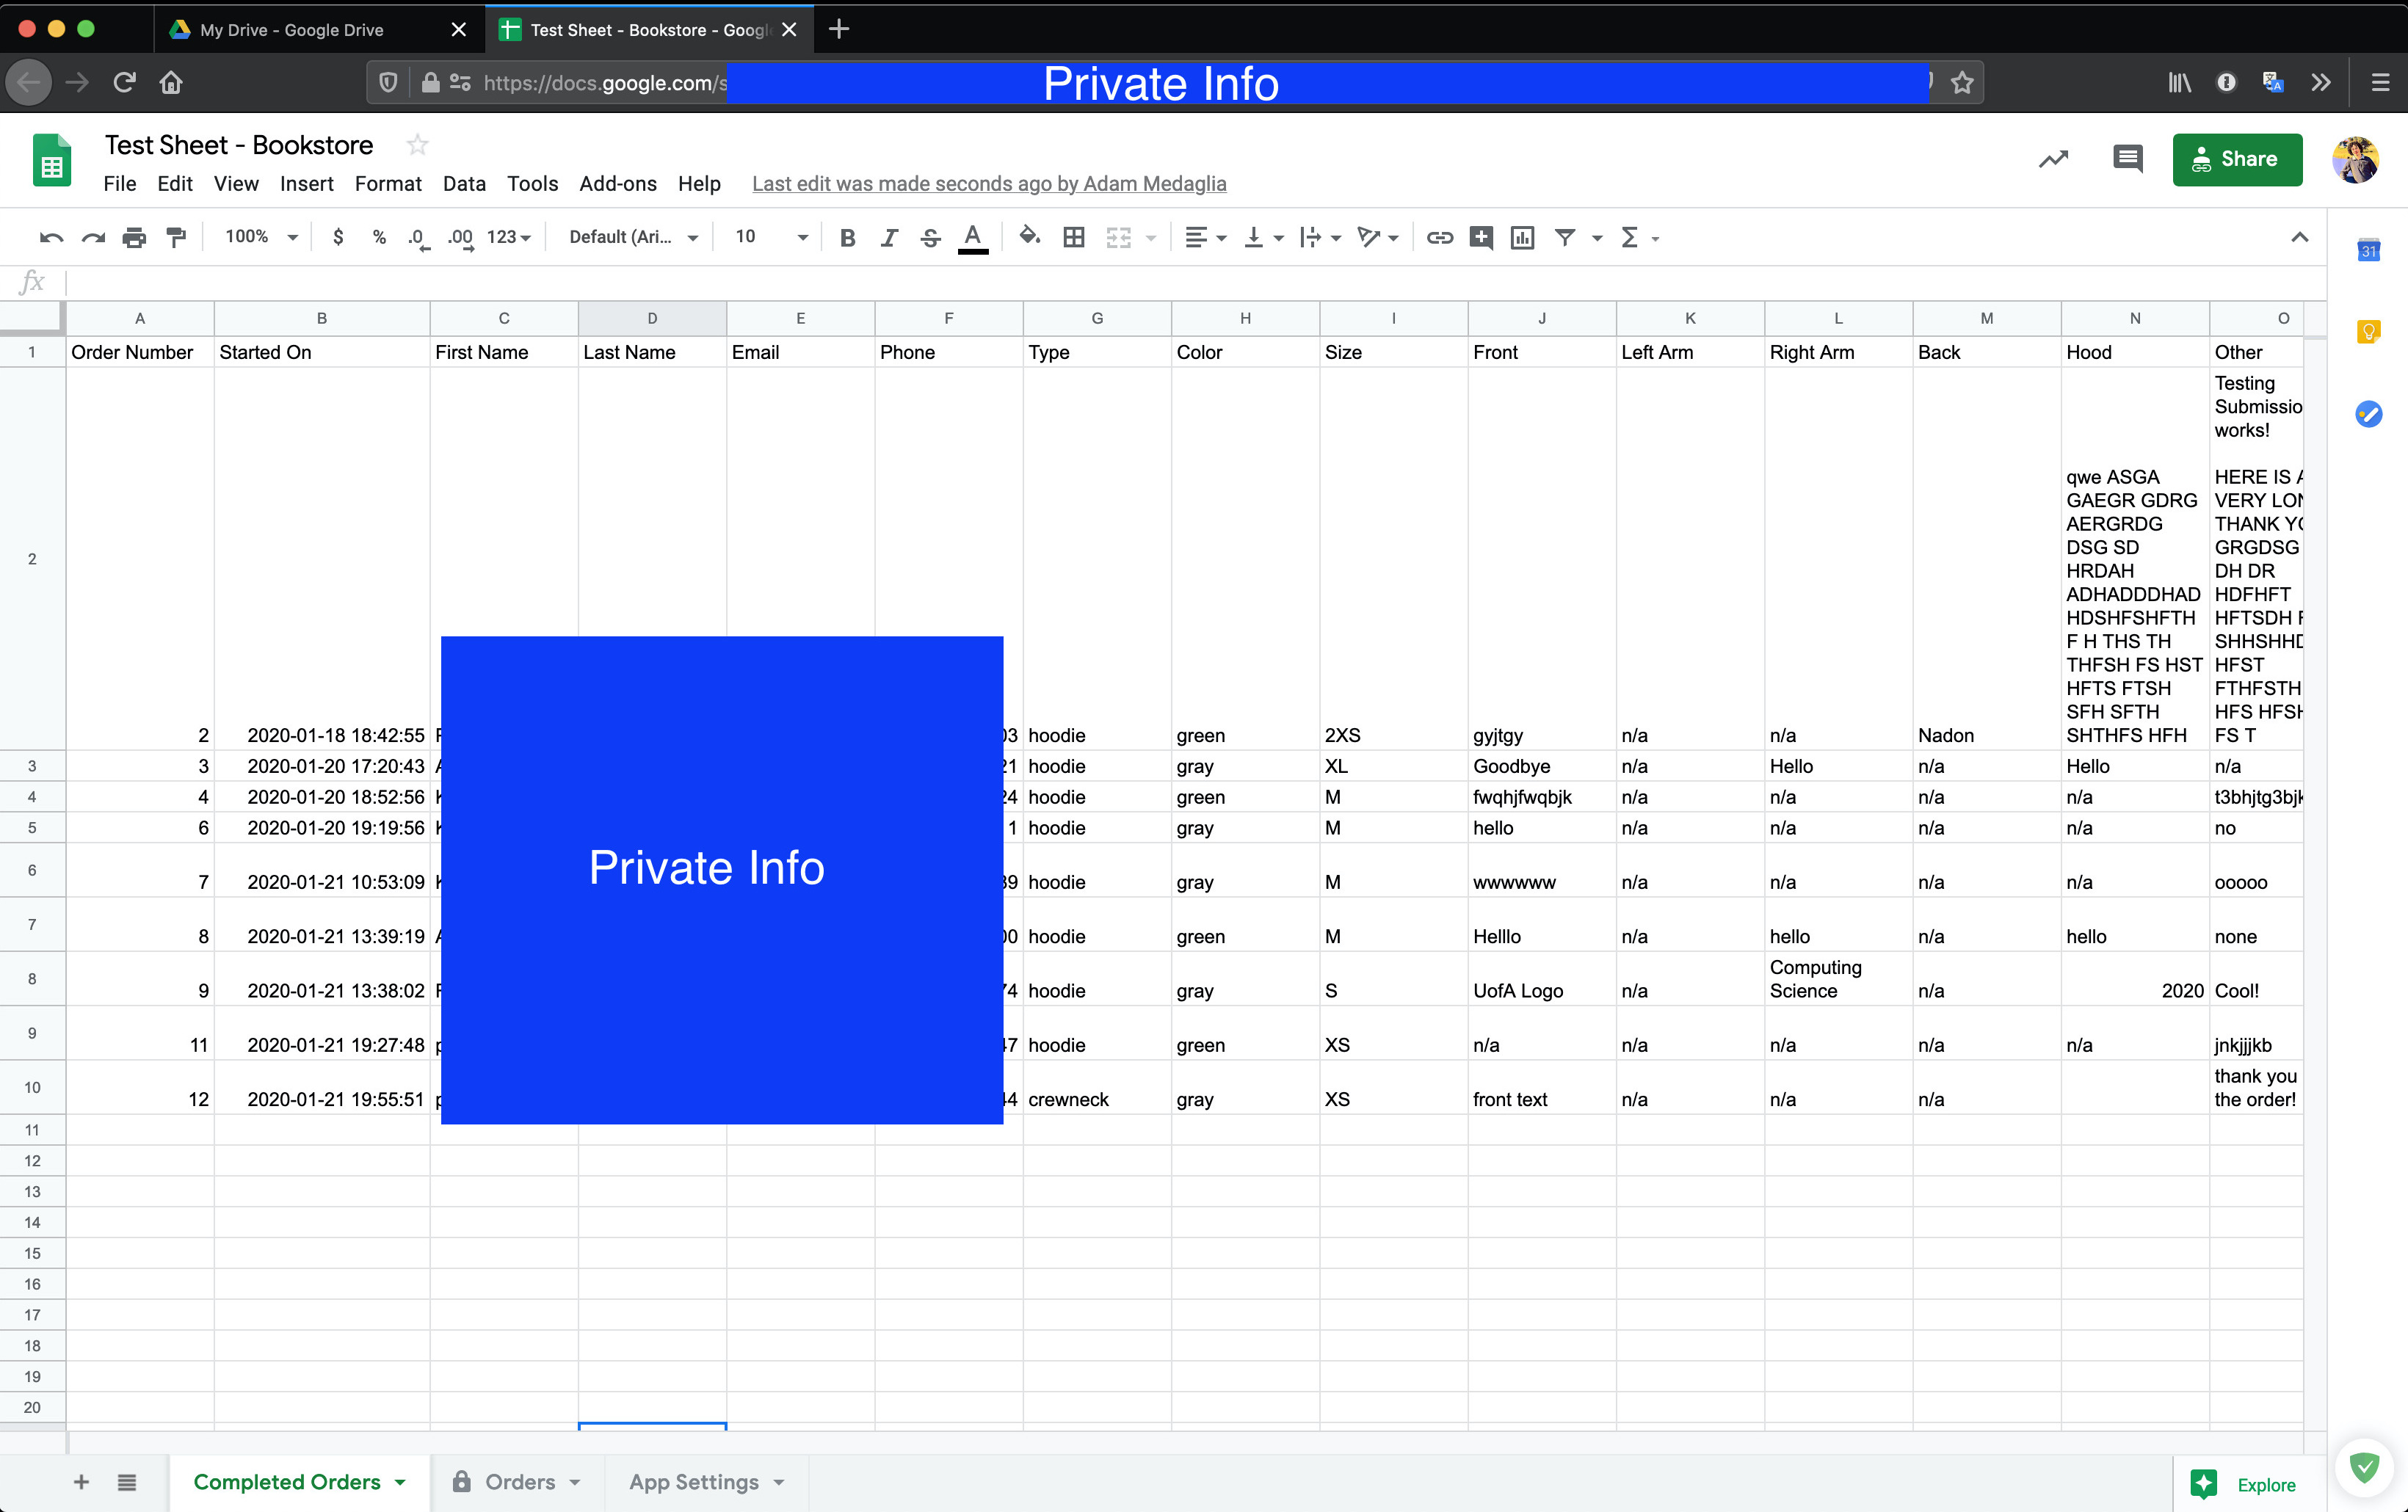 My Drive - Google Drive
Test Sheet - Bookstore - Googl
https://docs.google.com/s
Private Info
Test Sheet - Bookstore
Share
File Edit View Insert Format Data Tools Add-ons Help Last edit was made seconds ago by Adam Medaglia
100% $ % .0 .00 123 Default (Ari... 10 B I S A Σ
31
fx
A B C D E F G H I J K L M N O
1 Order Number Started On First Name Last Name Email Phone Type Color Size Front Left Arm Right Arm Back Hood Other
Testing
Submissio
works!
qwe ASGA HERE IS A
GAEGR GDRG VERY LON
AERGRDG THANK YO
DSG SD GRGDSG
HRDAH DH DR
ADHADDDHAD HDFHFT
HDSHFSHFTH HFTSDH
F H THS TH SHHSHHD
THFSH FS HST HFST
HFTS FTSH FTHFSTH
SFH SFTH HFS HFSH
2 2 2020-01-18 18:42:55 03 hoodie green 2XS gyjtgy n/a n/a Nadon SHTHFS HFH FS T
3 3 2020-01-20 17:20:43 21 hoodie gray XL Goodbye n/a Hello n/a Hello n/a
4 4 2020-01-20 18:52:56 24 hoodie green M fwqhjfwqbjk n/a n/a n/a n/a t3bhjtg3bjk
5 6 2020-01-20 19:19:56 1 hoodie gray M hello n/a n/a n/a n/a no
6 7 2020-01-21 10:53:09 39 hoodie gray M wwwwww n/a n/a n/a n/a ooooo
Private Info
7 8 2020-01-21 13:39:19 00 hoodie green M Helllo n/a hello n/a hello none
Computing
8 9 2020-01-21 13:38:02 74 hoodie gray S UofA Logo n/a Science n/a 2020 Cool!
9 11 2020-01-21 19:27:48 p 47 hoodie green XS n/a n/a n/a n/a n/a jnkjjjkb
thank you
10 12 2020-01-21 19:55:51 p 44 crewneck gray XS front text n/a n/a n/a the order!
11
12
13
14
15
16
17
18
19
20
Completed Orders Orders App Settings Explore